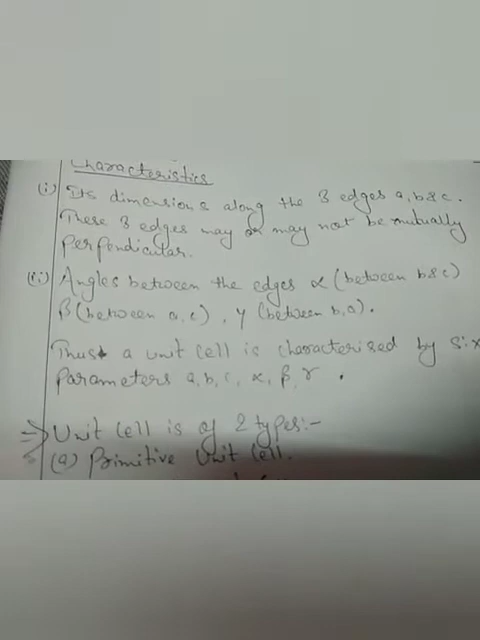 Characteristics
(i) Its dimensions along the 3 edges a, b & c.
These 3 edges may or may not be mutually
perpendicular.
(ii) Angles between the edges α (between b & c)
β (between a, c), γ (between b, a).
Thus a unit cell is characterised by six
parameters a, b, c, α, β, γ .
=> Unit cell is of 2 types:-
(a) Primitive Unit Cell.